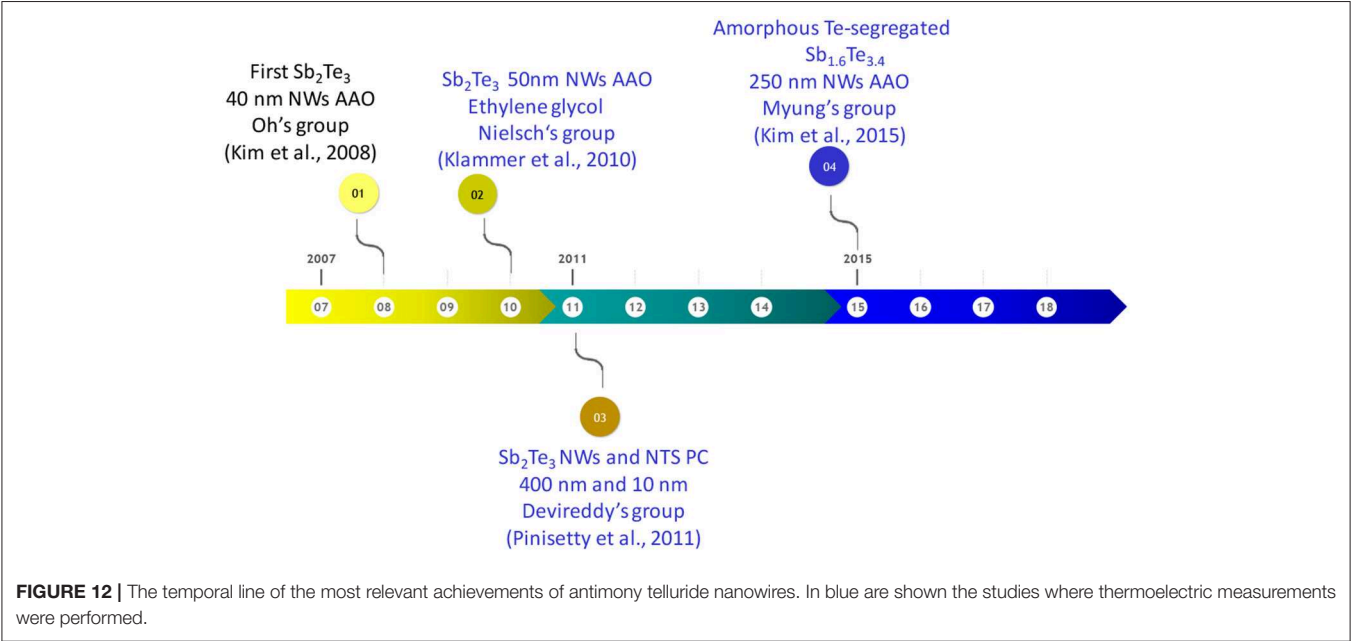 First Sb₂Te₃
40 nm NWs AAO
Oh's group
(Kim et al., 2008)
01
Sb₂Te₃ 50nm NWs AAO
Ethylene glycol
Nielsch's group
(Klammer et al., 2010)
02
Amorphous Te-segregated
Sb₁.₆Te₃.₄
250 nm NWs AAO
Myung's group
(Kim et al., 2015)
04
2007 2011 2015
07 08 09 10 11 12 13 14 15 16 17 18
03
Sb₂Te₃ NWs and NTS PC
400 nm and 10 nm
Devireddy's group
(Pinisetty et al., 2011)
FIGURE 12 | The temporal line of the most relevant achievements of antimony telluride nanowires. In blue are shown the studies where thermoelectric measurements
were performed.